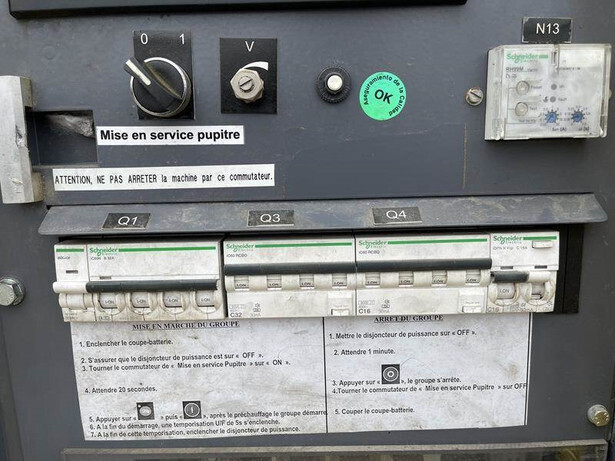 0 1
V
N13
Schneider
Aseguramiento de la Calidad
OK
Mise en service pupitre
ATTENTION, NE PAS ARRETER la machine par ce commutateur.
Q1
Q3
Q4
Schneider
Schneider
Schneider
Schneider
C32
C16
MISE EN MARCHE DU GROUPE
1. Enclencher le coupe-batterie.
2. S'assurer que le disjoncteur de puissance est sur « OFF ».
3. Tourner le commutateur de « Mise en service Pupitre » sur « ON ».
4. Attendre 20 secondes.
5. Appuyer sur « » puis « », après le préchauffage le groupe démarre.
6. A la fin du démarrage, une temporisation U/F de 5s s'enclenche.
7. A la fin de cette temporisation, enclencher le disjoncteur de puissance.
ARRET DU GROUPE
1. Mettre le disjoncteur de puissance sur « OFF ».
2. Attendre 1 minute.
3. Appuyer sur « », le groupe s'arrête.
4.Tourner le commutateur de « Mise en service Pupitre » sur OFF
5. Couper le coupe-batterie.